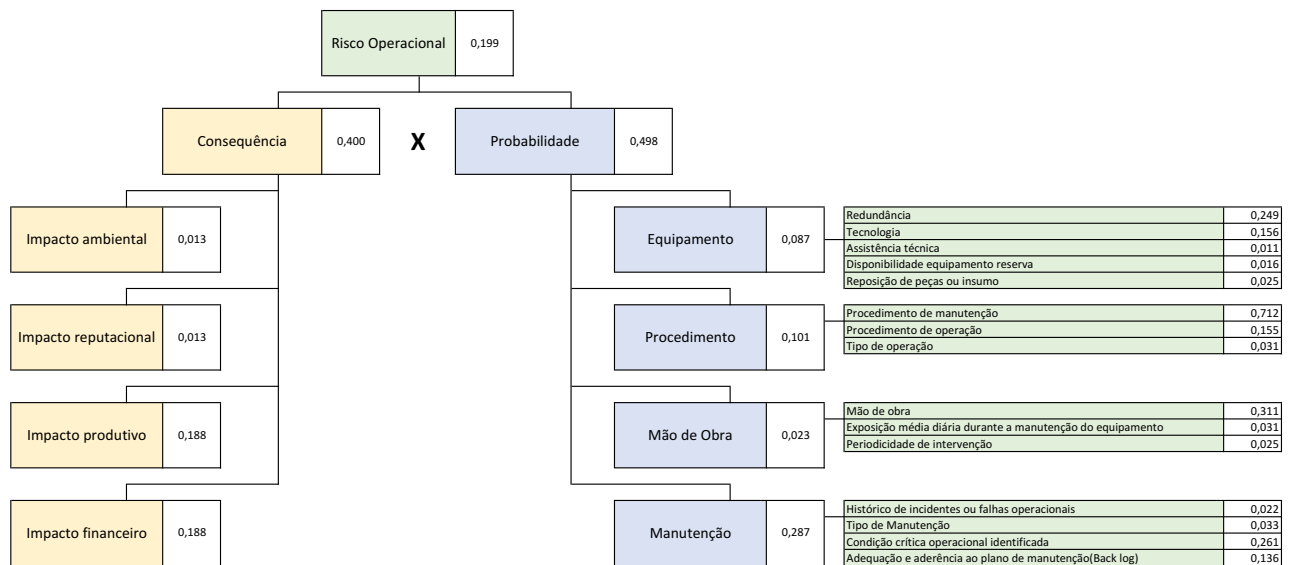 Risco Operacional 0,199
Consequência 0,400 X Probabilidade 0,498
Impacto ambiental 0,013
Equipamento 0,087
Redundância 0,249
Tecnologia 0,156
Assistência técnica 0,011
Disponibilidade equipamento reserva 0,016
Reposição de peças ou insumo 0,025
Impacto reputacional 0,013
Procedimento 0,101
Procedimento de manutenção 0,712
Procedimento de operação 0,155
Tipo de operação 0,031
Impacto produtivo 0,188
Mão de Obra 0,023
Mão de obra 0,311
Exposição média diária durante a manutenção do equipamento 0,031
Periodicidade de intervenção 0,025
Impacto financeiro 0,188
Manutenção 0,287
Histórico de incidentes ou falhas operacionais 0,022
Tipo de Manutenção 0,033
Condição crítica operacional identificada 0,261
Adequação e aderência ao plano de manutenção(Back log) 0,136